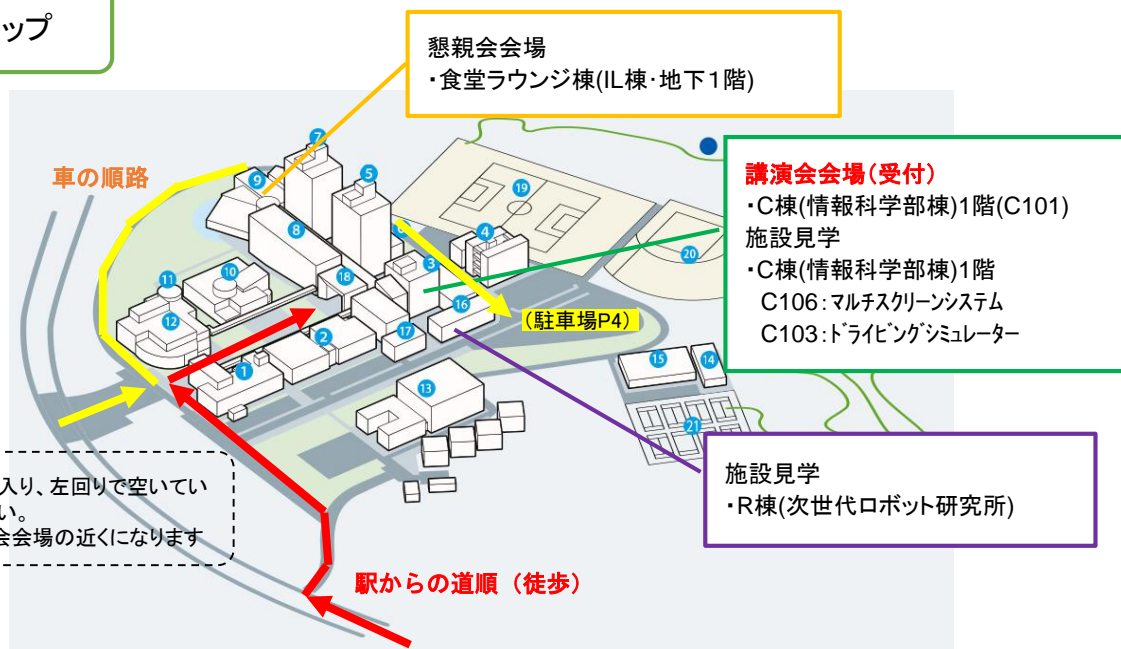 ップ
懇親会会場
・食堂ラウンジ棟(IL棟・地下１階)
車の順路
講演会会場(受付)
・C棟(情報科学部棟)1階(C101)
施設見学
・C棟(情報科学部棟)1階
C106：ﾏﾙﾁｽｸﾘｰﾝｼｽﾃﾑ
C103：ﾄﾞﾗｲﾋﾞﾝｸﾞｼﾐｭﾚｰﾀｰ
7
5
9
19
8
4
20
3
10
11
18
16
12
(駐車場P4)
2
17
1
15
14
13
21
施設見学
・R棟(次世代ロボット研究所)
入り、左回りで空いてい
い。
会会場の近くになります
駅からの道順（徒歩）